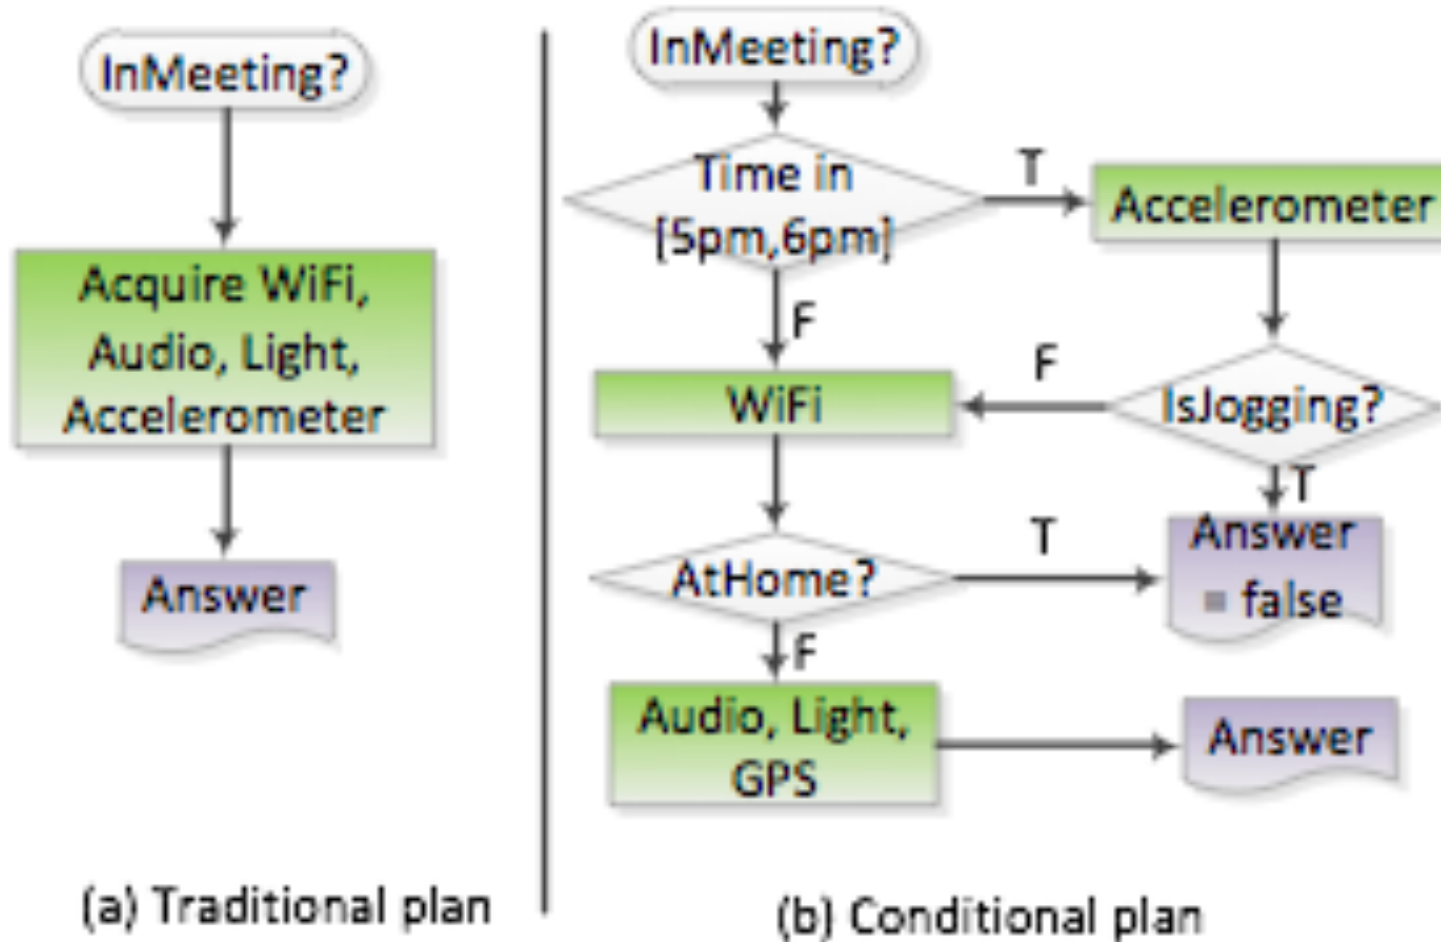 InMeeting?
Acquire WiFi,
Audio, Light,
Accelerometer
Answer
(a) Traditional plan
InMeeting?
Time in
[5pm,6pm]
T
Accelerometer
F
WiFi
F
IsJogging?
T
AtHome?
T
Answer
= false
F
Audio, Light,
GPS
Answer
(b) Conditional plan